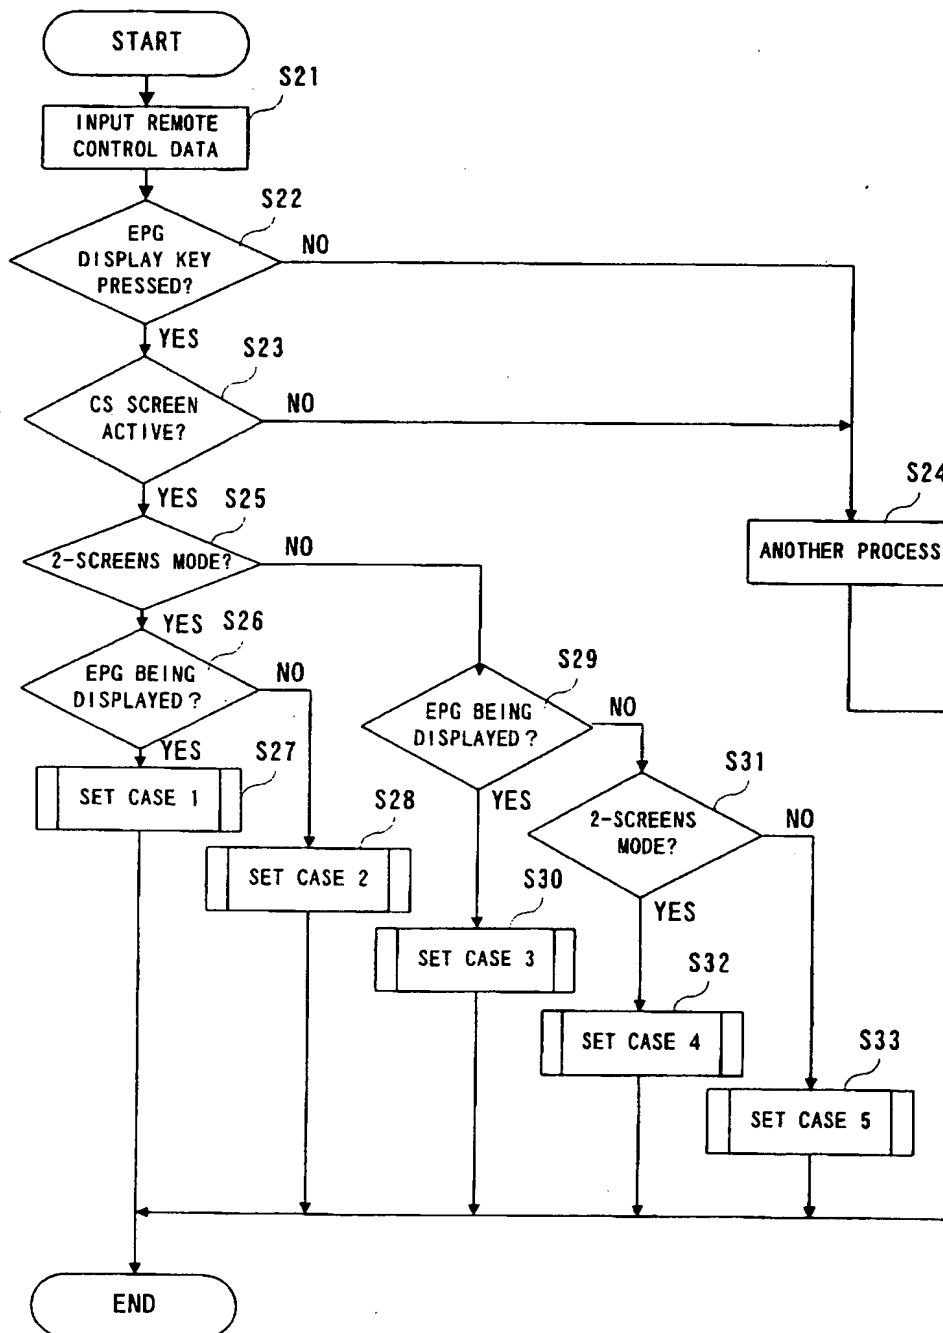 START
S21
INPUT REMOTE
CONTROL DATA
S22
EPG
DISPLAY KEY
PRESSED?
NO
YES
S23
CS SCREEN
ACTIVE?
NO
YES
S24
ANOTHER PROCESS
S25
2-SCREENS MODE?
NO
YES
S26
EPG BEING
DISPLAYED?
NO
YES
S27
SET CASE 1
S28
SET CASE 2
S29
EPG BEING
DISPLAYED?
NO
YES
S30
SET CASE 3
S31
2-SCREENS
MODE?
NO
YES
S32
SET CASE 4
S33
SET CASE 5
END